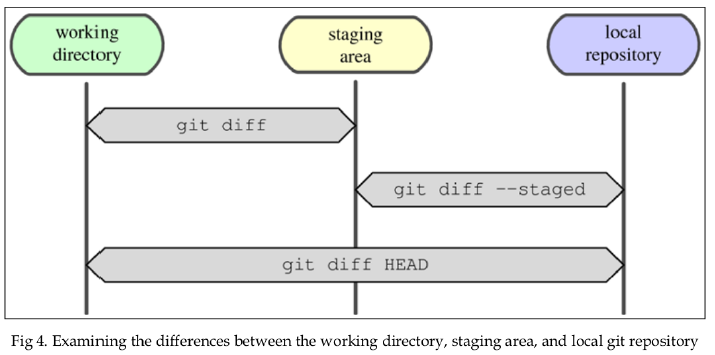 working
directory
staging
area
local
repository
git diff
git diff --staged
git diff HEAD
Fig 4. Examining the differences between the working directory, staging area, and local git repository